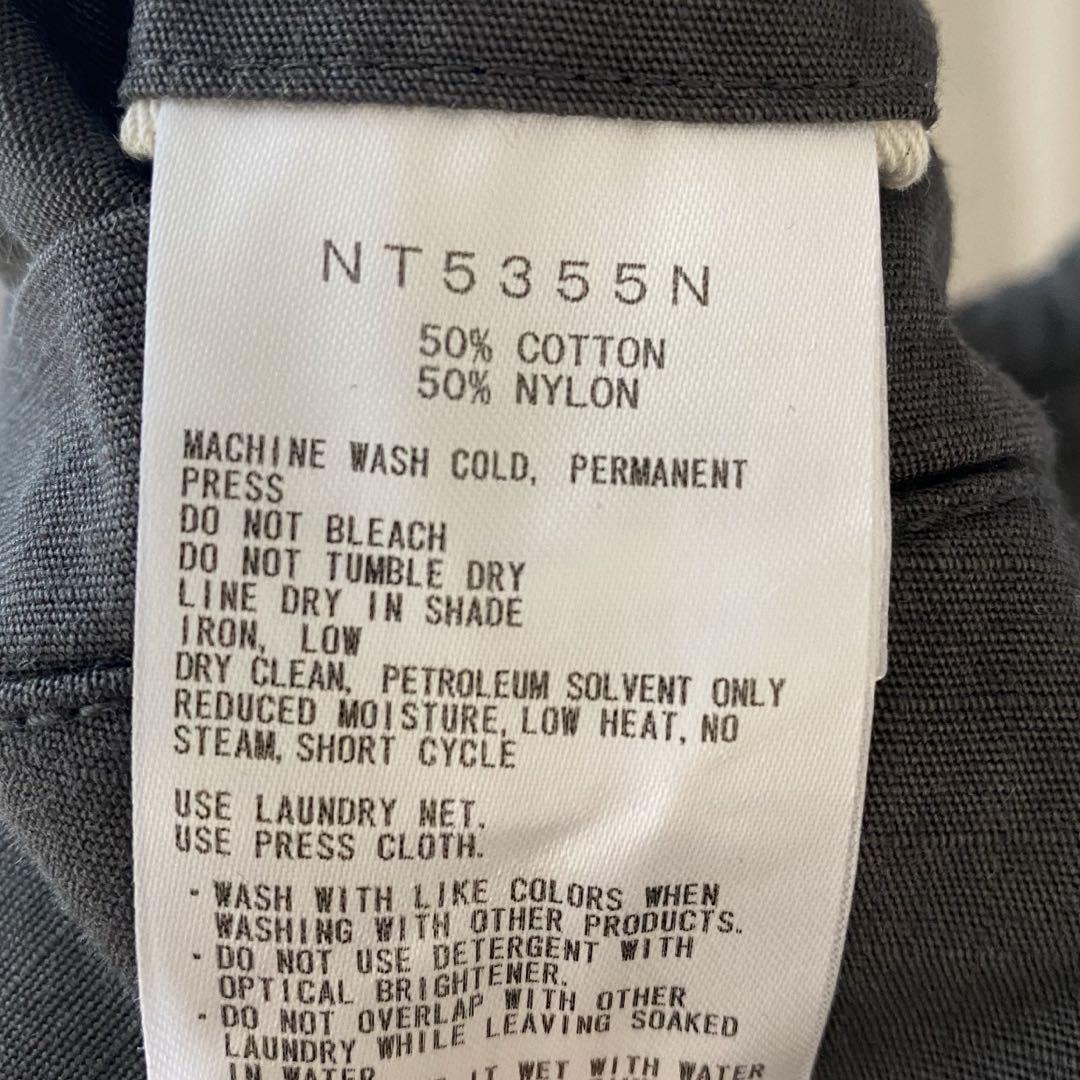 NT5355N
50% COTTON
50% NYLON
MACHINE WASH COLD, PERMANENT
PRESS
DO NOT BLEACH
DO NOT TUMBLE DRY
LINE DRY IN SHADE
IRON, LOW
DRY CLEAN, PETROLEUM SOLVENT ONLY
REDUCED MOISTURE, LOW HEAT, NO
STEAM, SHORT CYCLE
USE LAUNDRY NET.
USE PRESS CLOTH.
- WASH WITH LIKE COLORS WHEN
WASHING WITH OTHER PRODUCTS.
- DO NOT USE DETERGENT WITH
OPTICAL BRIGHTENER.
- DO NOT OVERLAP WITH OTHER
LAUNDRY WHILE LEAVING SOAKED
IN WATER
IT WET WITH WATER